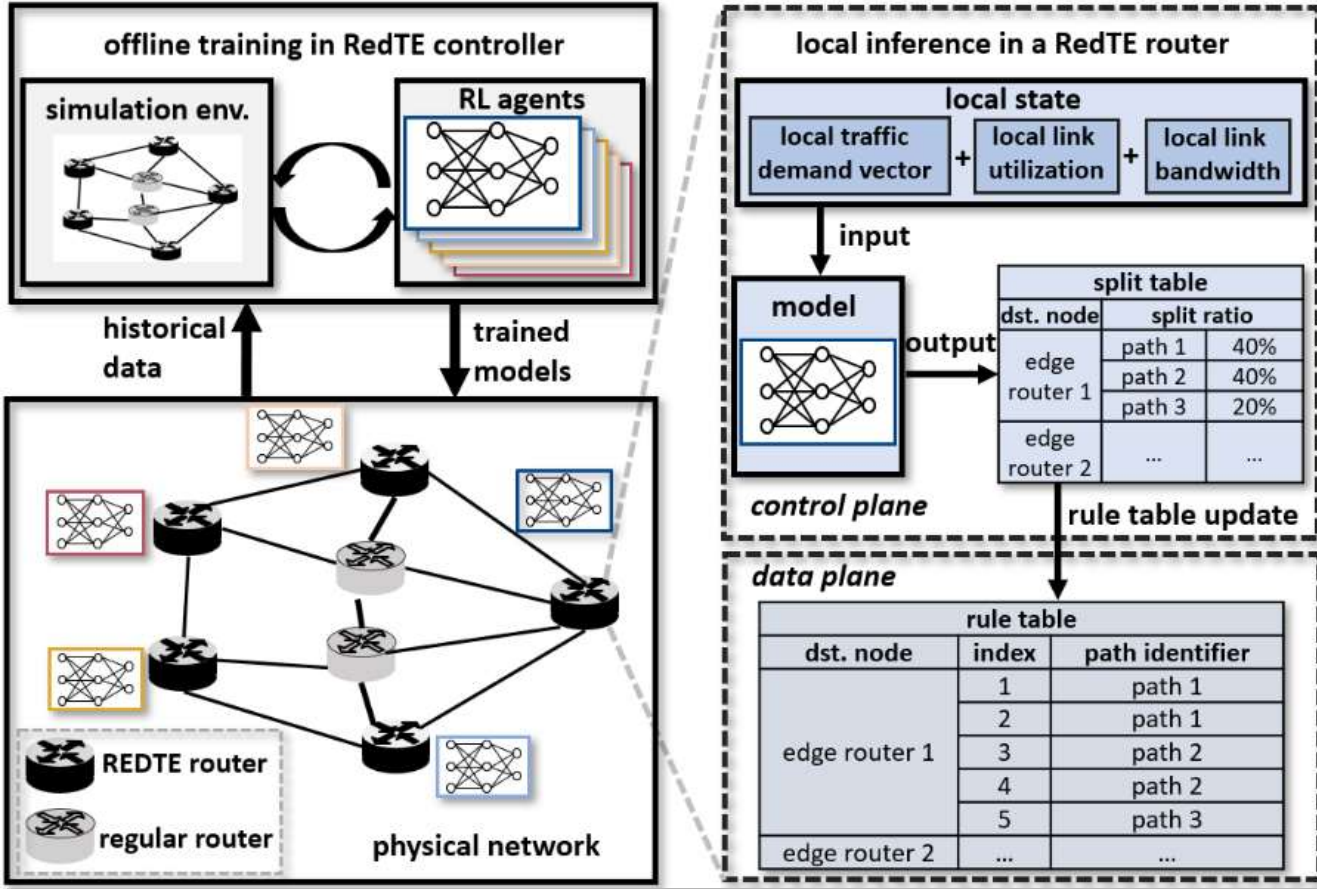 offline training in RedTE controller
simulation env.
RL agents
historical
data
trained
models
REDTE router
regular router
physical network
local inference in a RedTE router
local state
local traffic
demand vector
+
local link
utilization
+
local link
bandwidth
input
model
output
split table
dst. node split ratio
edge
router 1
path 1 40%
path 2 40%
path 3 20%
edge
router 2
... ...
control plane
rule table update
data plane
rule table
dst. node index path identifier
edge router 1
1 path 1
2 path 1
3 path 2
4 path 2
5 path 3
edge router 2 ... ...